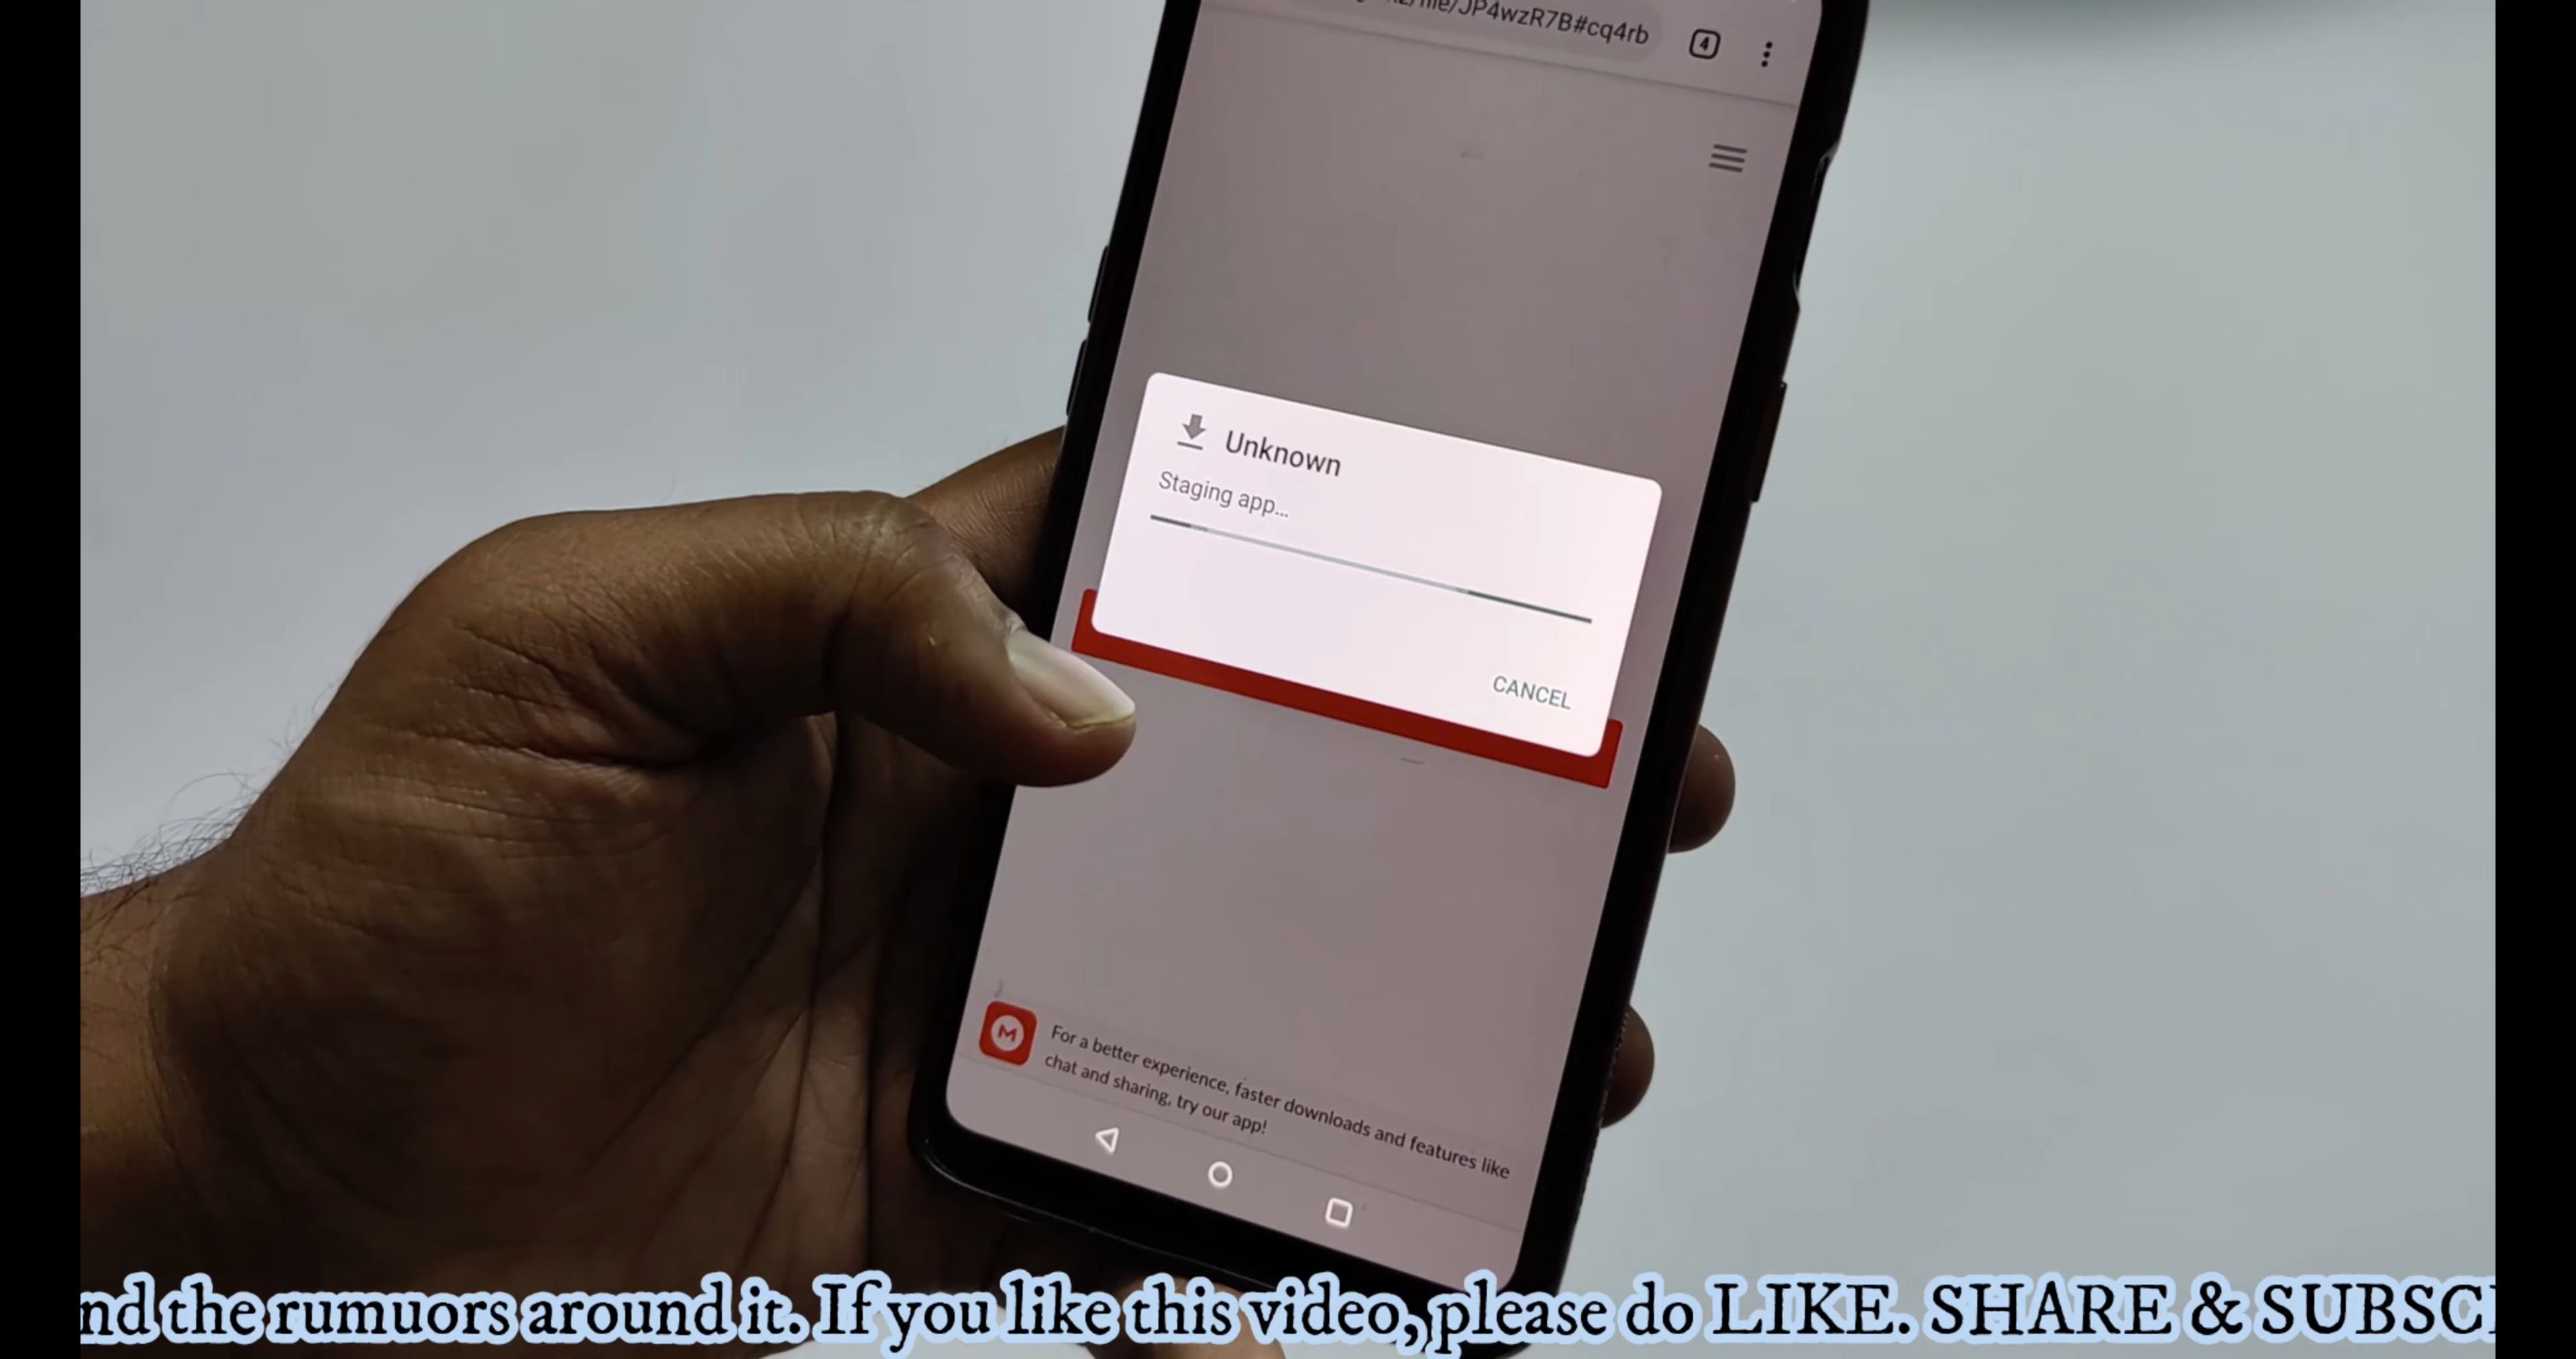 file/JP4wzR7B#cq4rb
4
Unknown
Staging app...
CANCEL
M
For a better experience, faster downloads and features like
chat and sharing, try our app!
nd the rumuors around it. If you like this video, please do LIKE. SHARE & SUBSC